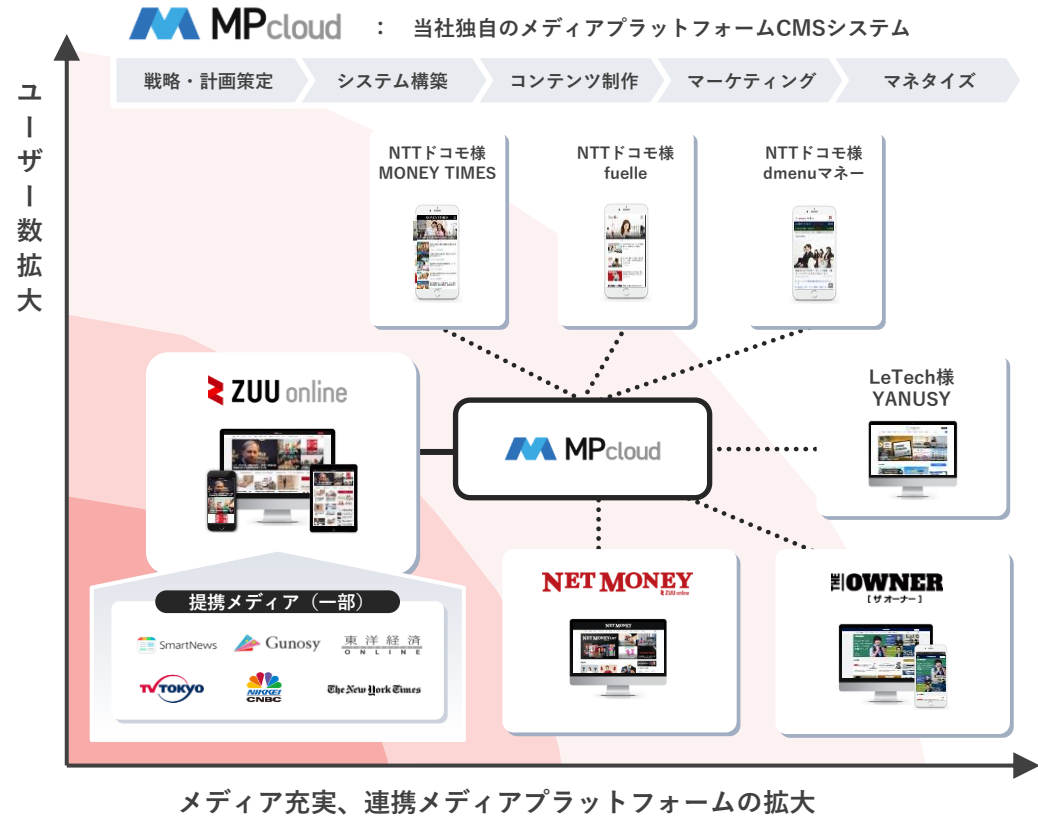 MPcloud ： 当社独自のメディアプラットフォームCMSシステム
戦略・計画策定 システム構築 コンテンツ制作 マーケティング マネタイズ
ユーザー数拡大
NTTドコモ様
MONEY TIMES
NTTドコモ様
fuelle
NTTドコモ様
dmenuマネー
ZUU online
MPcloud
LeTech様
YANUSY
提携メディア（一部）
SmartNews
Gunosy
東洋経済
ONLINE
TV TOKYO
NIKKEI
CNBC
The New York Times
NET MONEY
ZUU online
NET MONEY
THE OWNER
［ザ オーナー］
メディア充実、連携メディアプラットフォームの拡大